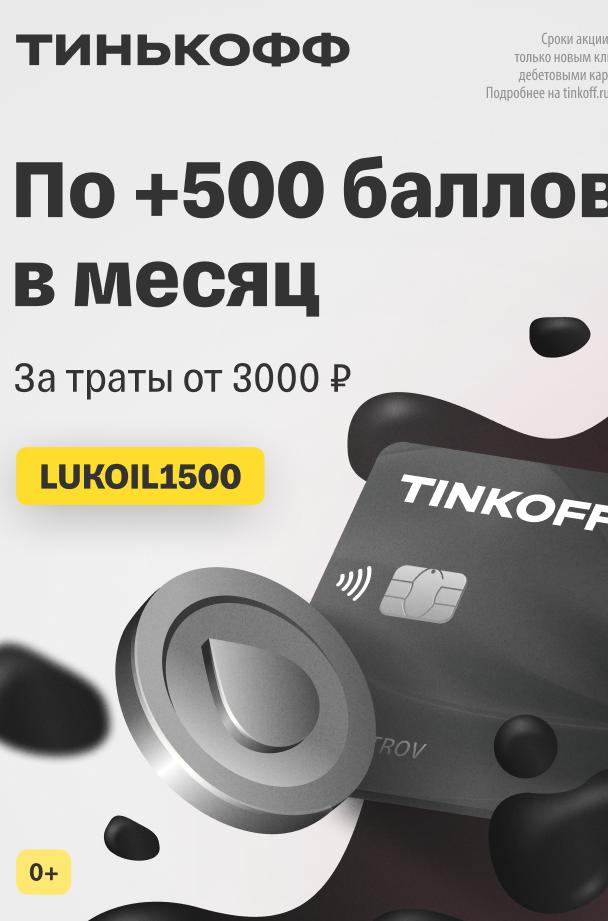 ТИНЬКОФФ
Сроки акции
только новым кл
дебетовыми кар
Подробнее на tinkoff.ru
По +500 баллов
в месяц
За траты от 3000 ₽
LUKOIL1500
TINKOFF
TROV
0+